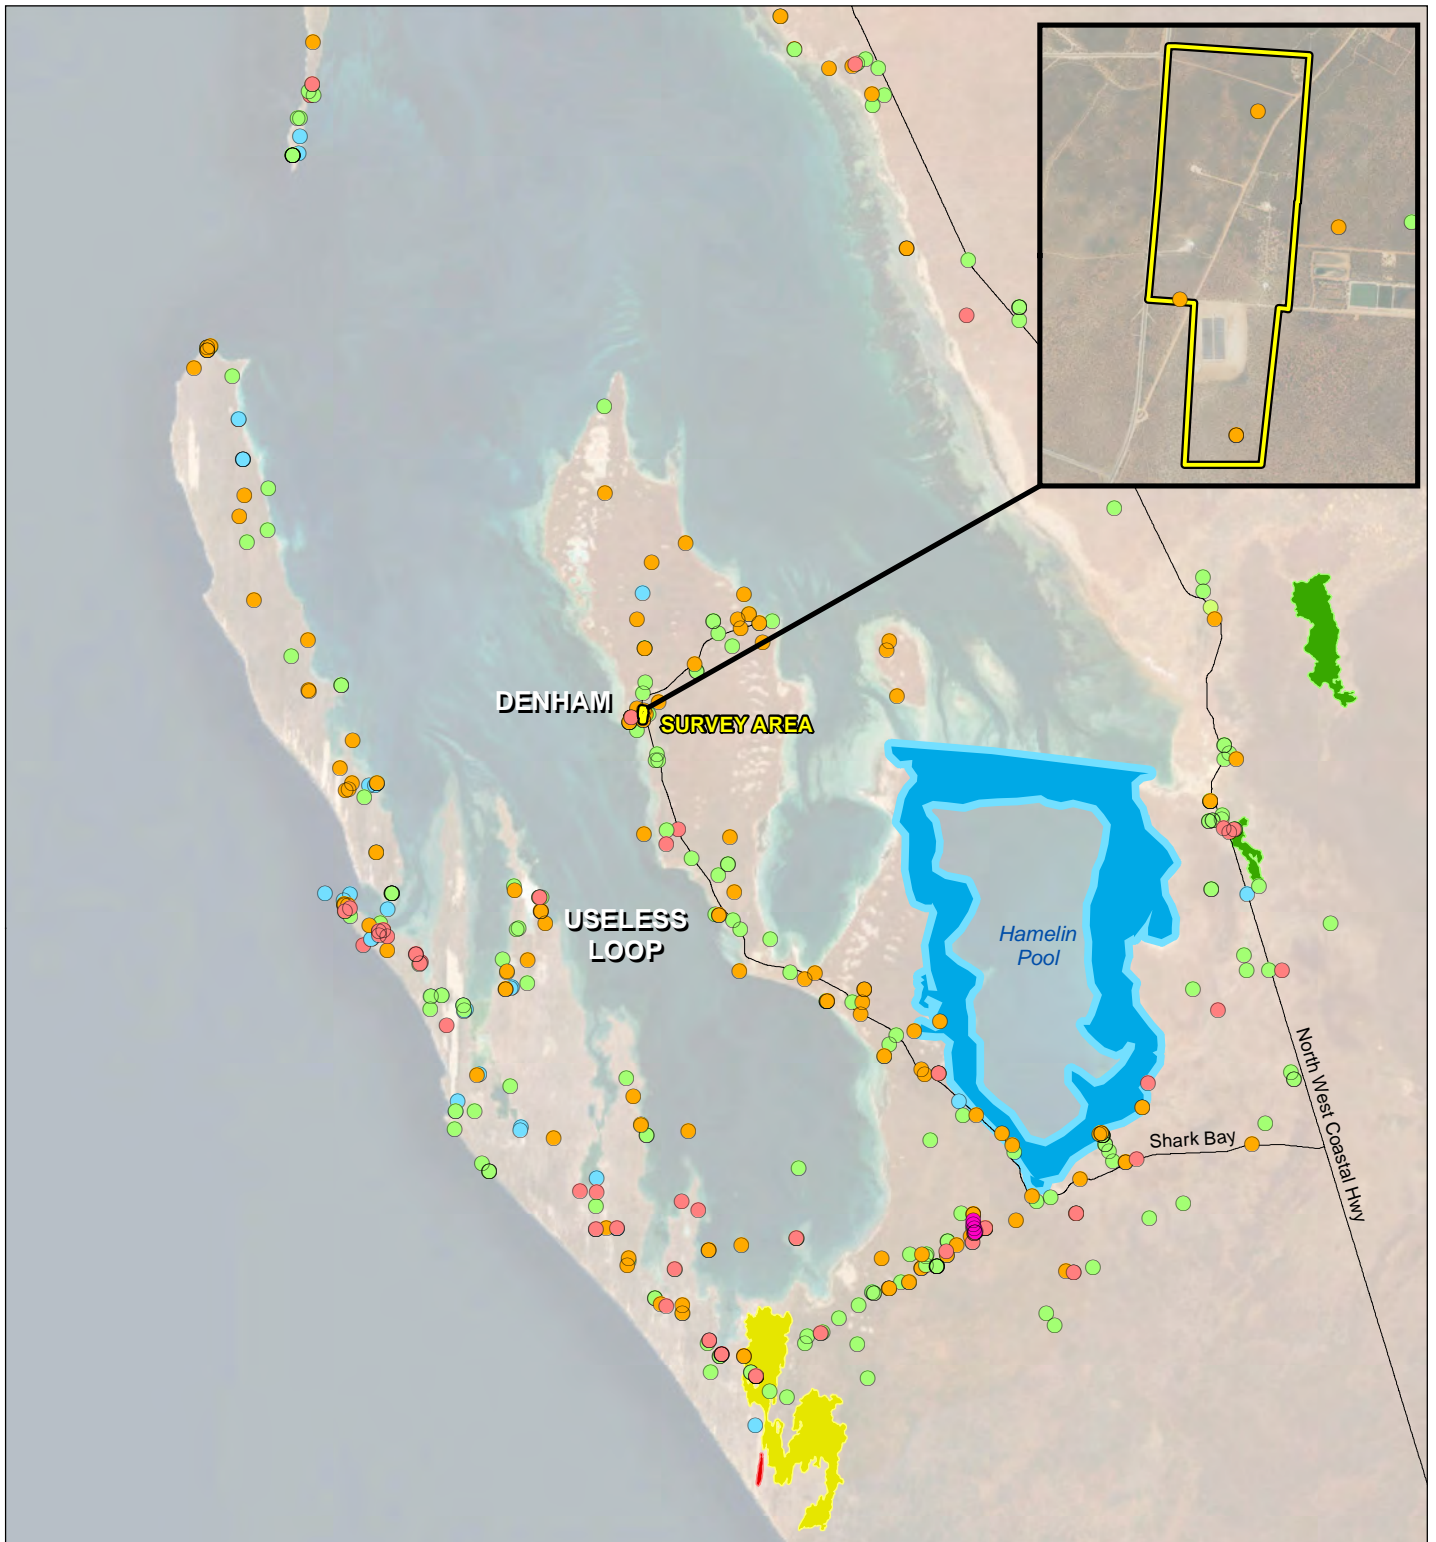 DENHAM
SURVEY AREA
USELESS
LOOP
Hamelin
Pool
North West Coastal Hwy
Shark Bay